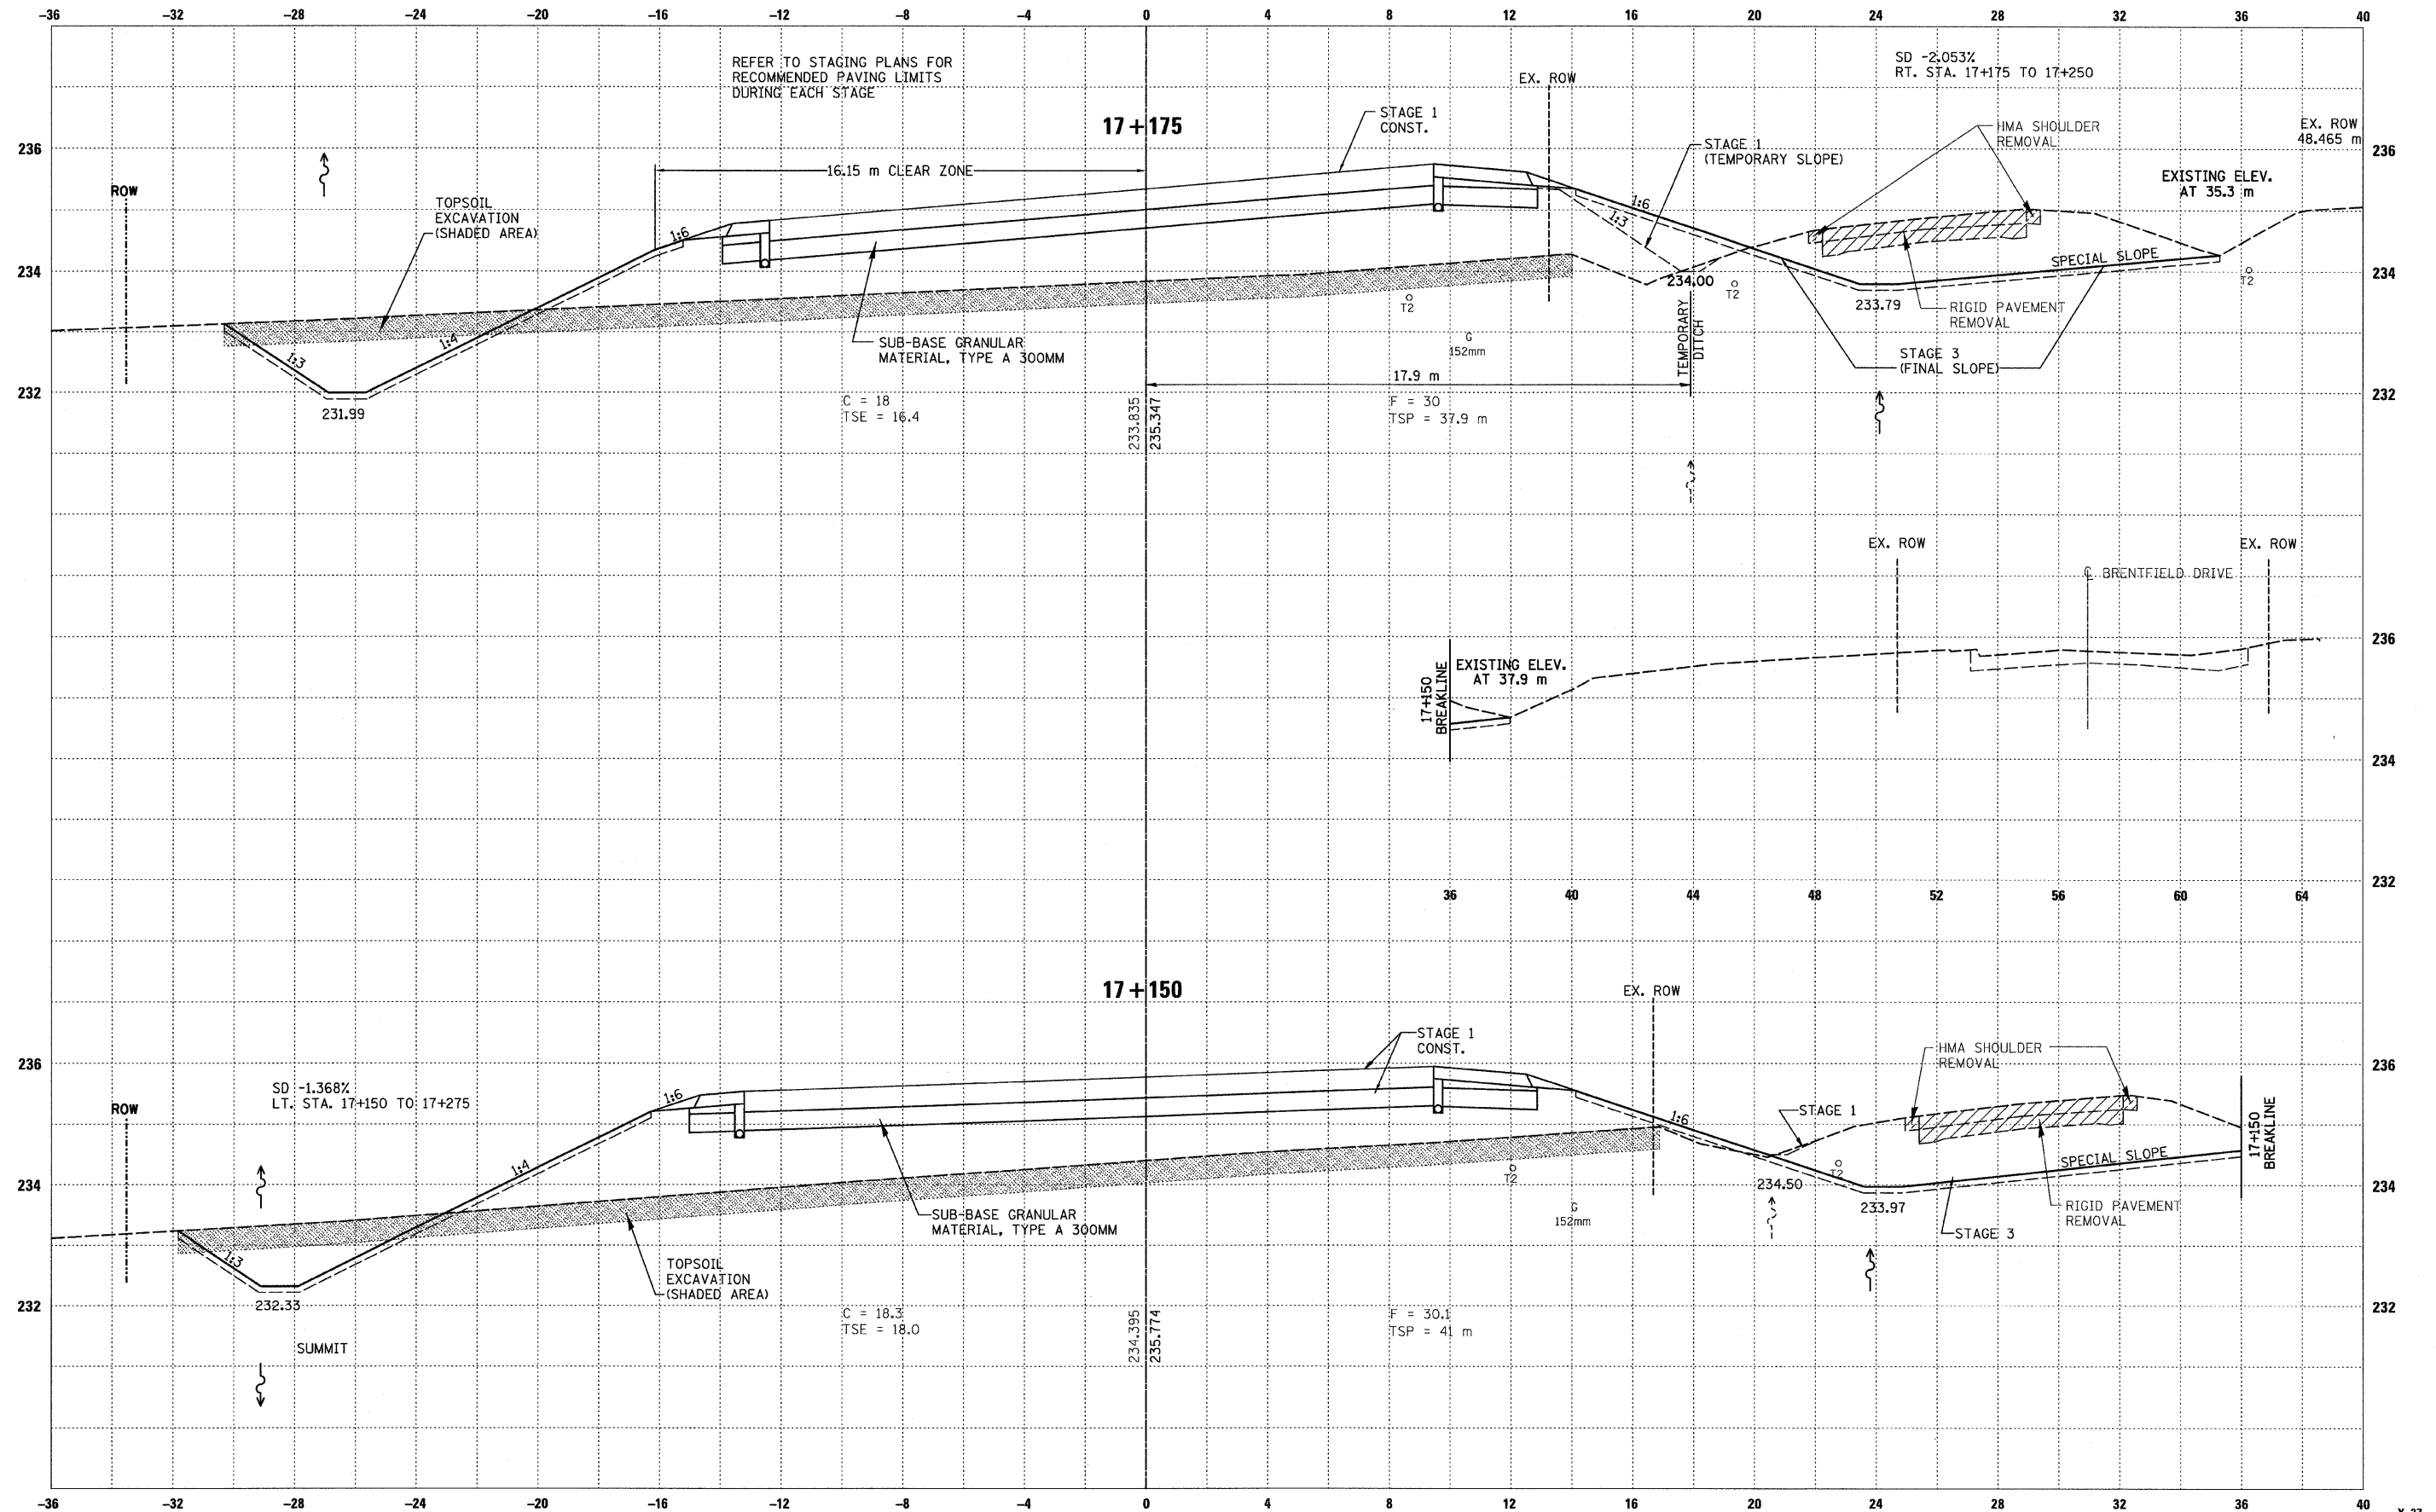 -36 -32 -28 -24 -20 -16 -12 -8 -4 0 4 8 12 16 20 24 28 32 36 40
REFER TO STAGING PLANS FOR
RECOMMENDED PAVING LIMITS
DURING EACH STAGE
SD -2.053%
RT. STA. 17+175 TO 17+250
EX. ROW
17+175
STAGE 1
CONST.
HMA SHOULDER
REMOVAL
EX. ROW
48.465 m
236
236
STAGE 1
(TEMPORARY SLOPE)
16.15 m CLEAR ZONE
EXISTING ELEV.
AT 35.3 m
ROW
TOPSOIL
EXCAVATION
(SHADED AREA)
1:6
1:6
1:3
SPECIAL SLOPE
234
234
234.00
T2
T2
T2
233.79
RIGID PAVEMENT
REMOVAL
1:3
1:4
SUB-BASE GRANULAR
MATERIAL, TYPE A 300MM
G
152mm
TEMPORARY
DITCH
STAGE 3
(FINAL SLOPE)
17.9 m
232
232
231.99
C = 18
TSE = 16.4
233.835
235.347
F = 30
TSP = 37.9 m
EX. ROW
EX. ROW
℄ BRENTFIELD DRIVE
236
17+150
BREAKLINE
EXISTING ELEV.
AT 37.9 m
234
232
36 40 44 48 52 56 60 64
17+150
EX. ROW
STAGE 1
CONST.
HMA SHOULDER
REMOVAL
236
236
SD -1.368%
LT. STA. 17+150 TO 17+275
ROW
1:6
1:6
STAGE 1
17+150
BREAKLINE
1:4
SPECIAL SLOPE
234
234
T2
T2
234.50
233.97
RIGID PAVEMENT
REMOVAL
SUB-BASE GRANULAR
MATERIAL, TYPE A 300MM
G
152mm
STAGE 3
1:3
TOPSOIL
EXCAVATION
(SHADED AREA)
232
232
232.33
C = 18.3
TSE = 18.0
234.395
235.774
F = 30.1
TSP = 41 m
SUMMIT
-36 -32 -28 -24 -20 -16 -12 -8 -4 0 4 8 12 16 20 24 28 32 36 40